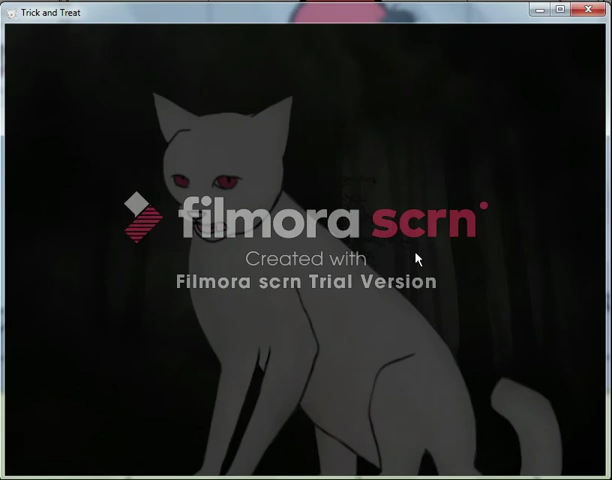 Trick and Treat
filmora scrn
Created with
Filmora scrn Trial Version